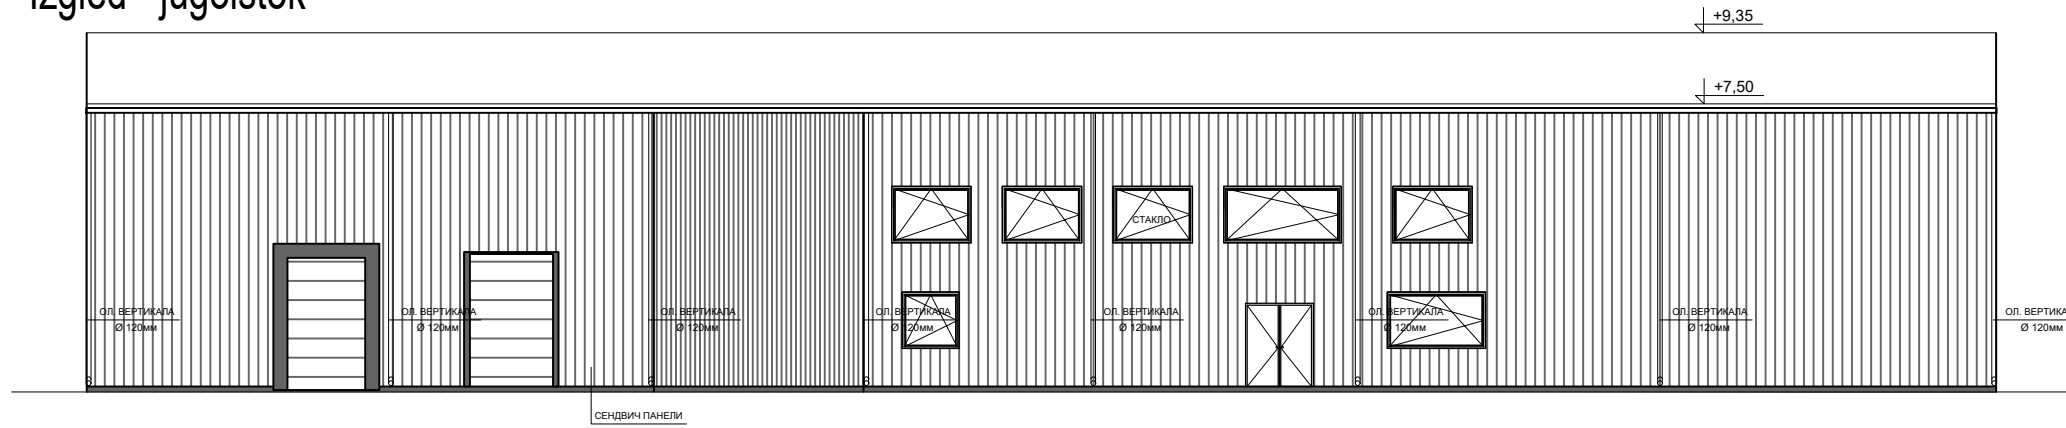 izgled - jugoistok
+9,35
+7,50
СТАКЛО
ОЛ. ВЕРТИКАЛА
Ø 120мм
ОЛ. ВЕРТИКАЛА
Ø 120мм
ОЛ. ВЕРТИКАЛА
Ø 120мм
ОЛ. ВЕРТИКАЛА
Ø 120мм
ОЛ. ВЕРТИКАЛА
Ø 120мм
ОЛ. ВЕРТИКАЛА
Ø 120мм
ОЛ. ВЕРТИКАЛА
Ø 120мм
ОЛ. ВЕРТИКА
Ø 120мм
СЕНДВИЧ ПАНЕЛИ